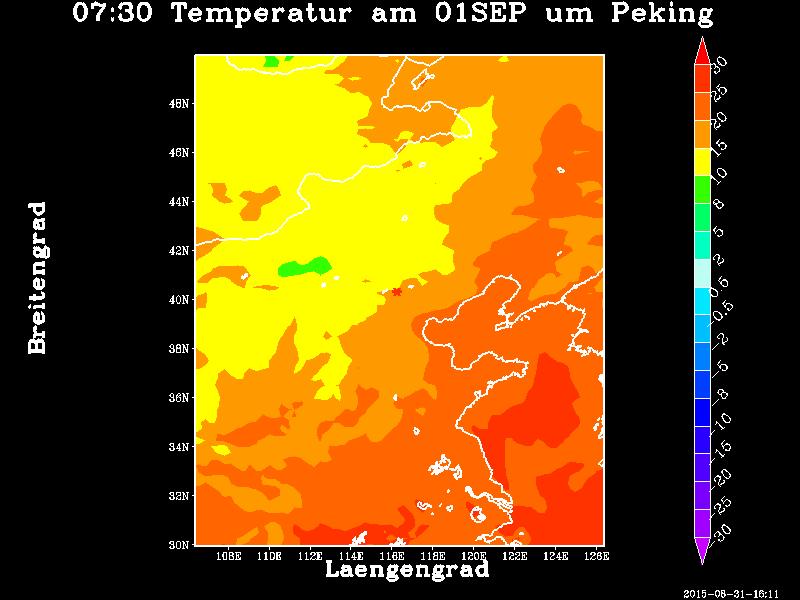 07:30 Temperatur am 01SEP um Peking
30
25
20
15
10
8
5
2
0.5
-0.5
-2
-5
-8
-10
-15
-20
-25
-30
48N
46N
44N
42N
40N
38N
36N
34N
32N
30N
Breitengrad
108E 110E 112E 114E 116E 118E 120E 122E 124E 126E
Laengengrad
2015-08-31-16:11